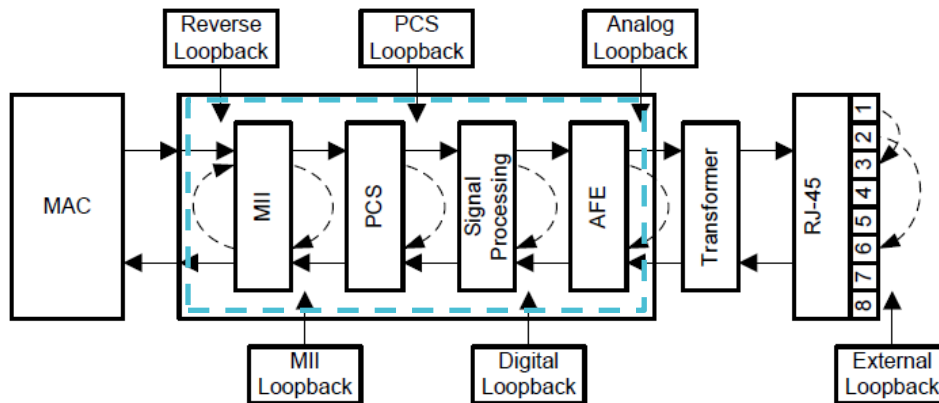 Reverse
Loopback
PCS
Loopback
Analog
Loopback
MAC
MII
PCS
Signal
Processing
AFE
Transformer
RJ-45
1
2
3
4
5
6
7
8
MII
Loopback
Digital
Loopback
External
Loopback